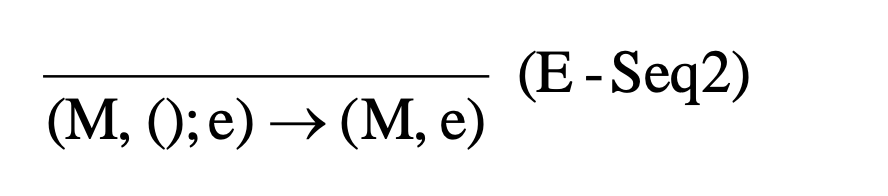 (E-Seq2)
(M, (); e) → (M, e)